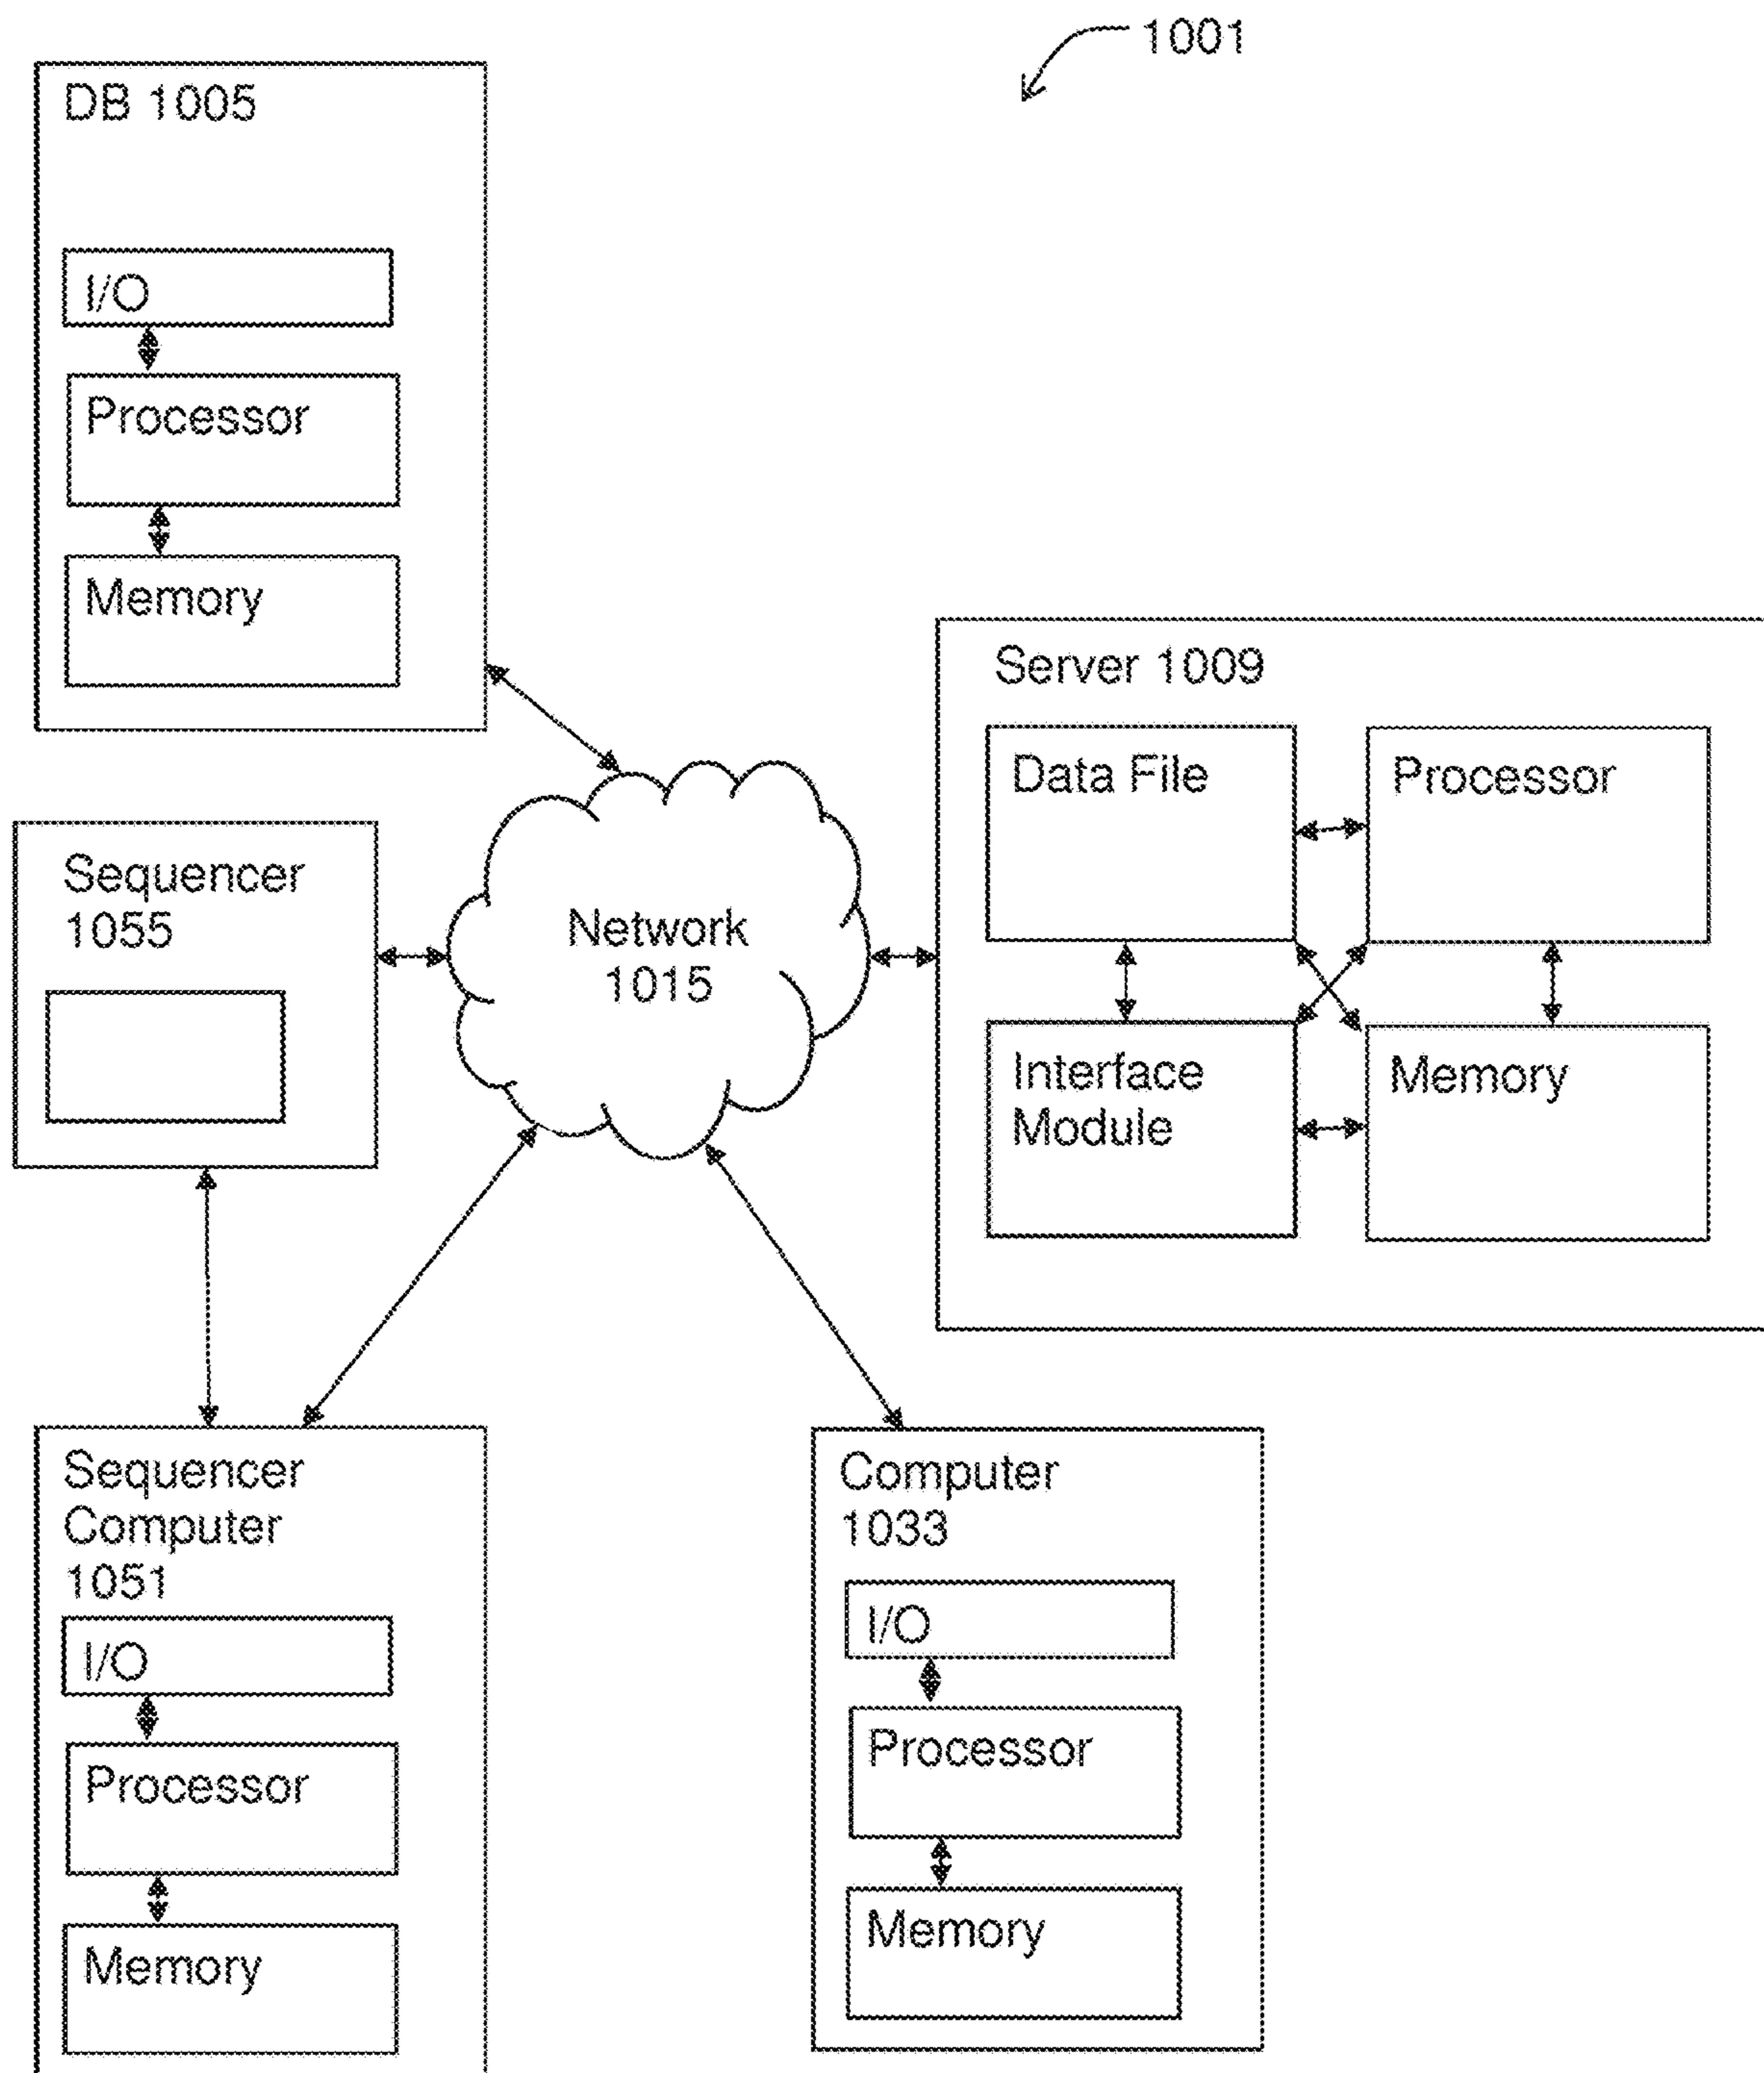 1001
DB 1005
I/O
Processor
Memory
Server 1009
Data File
Processor
Interface
Module
Memory
Sequencer
1055
Network
1015
Sequencer
Computer
1051
I/O
Processor
Memory
Computer
1033
I/O
Processor
Memory